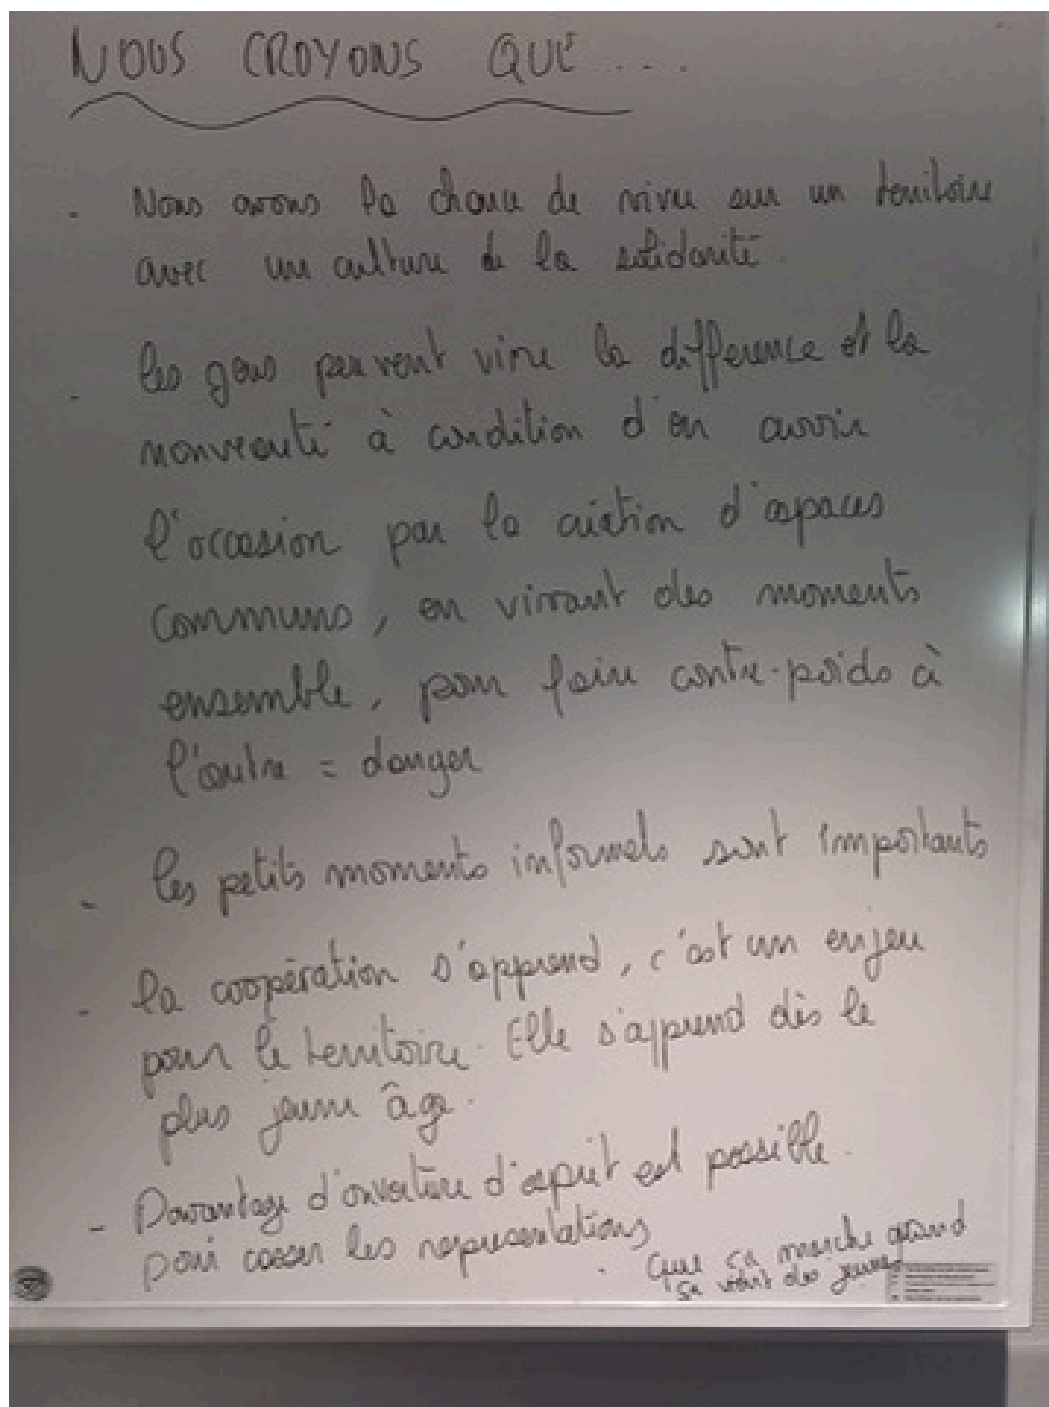 NOUS CROYONS QUE ...
- Nous avons la chance de vivre sur un territoire
avec un culture de la solidarité.
- les gens peuvent vivre la différence et la
nouveauté à condition d'en avoir
l'occasion par la création d'espaces
communs, en vivant des moments
ensemble, pour faire contre-poids à
l'autre = danger
- les petits moments informels sont importants
- la coopération s'apprend, c'est un enjeu
pour le territoire. Elle s'apprend dès le
plus jeune âge.
- Davantage d'ouverture d'esprit est possible.
pour casser les représentations
. Que ça marche quand
ça vient des jeunes